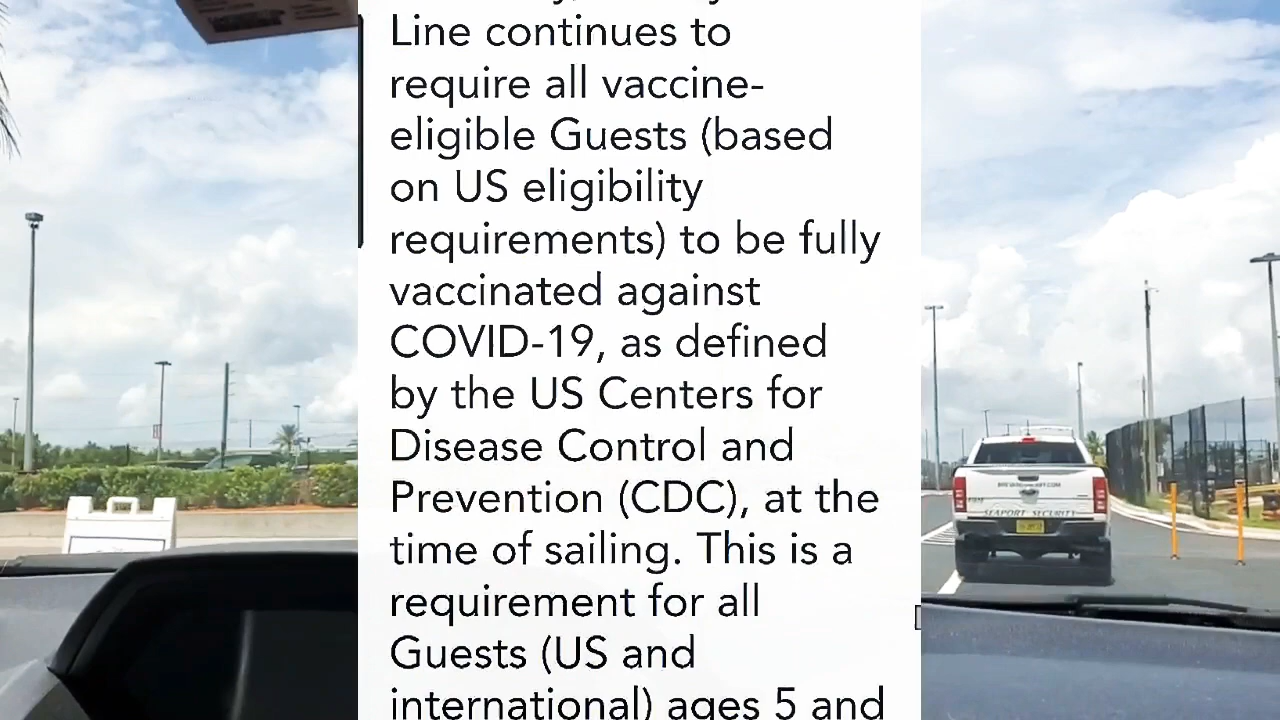 Line continues to
require all vaccine-
eligible Guests (based
on US eligibility
requirements) to be fully
vaccinated against
COVID-19, as defined
by the US Centers for
Disease Control and
Prevention (CDC), at the
time of sailing. This is a
requirement for all
Guests (US and
international) ages 5 and
SEAPORT SECURITY